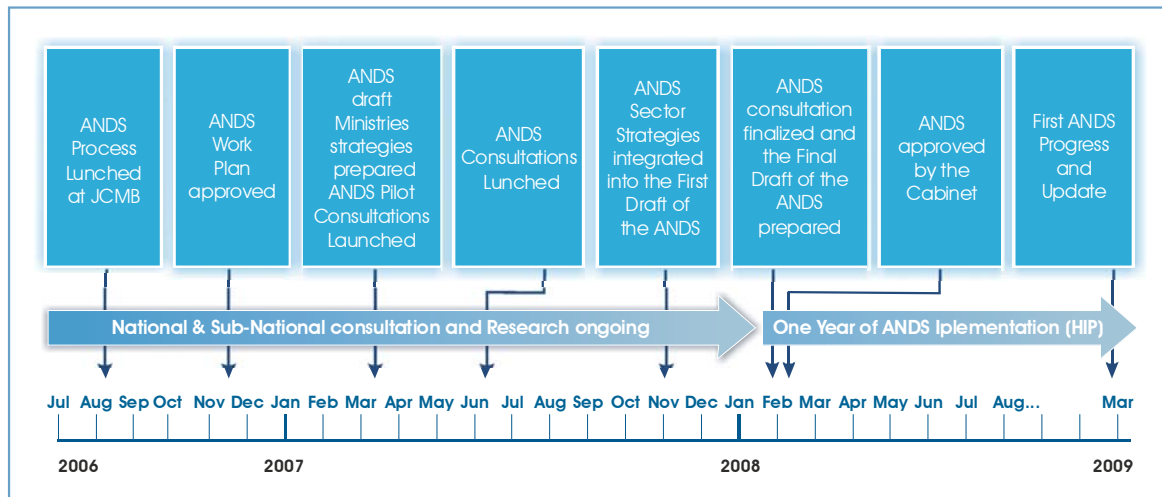 ANDS
Process
Lunched
at JCMB
ANDS
Work
Plan
approved
ANDS
draft
Ministries
strategies
prepared
ANDS Pilot
Consultations
Launched
ANDS
Consultations
Lunched
ANDS
Sector
Strategies
integrated
into the First
Draft of
the ANDS
ANDS
consultation
finalized and
the Final
Draft of the
ANDS
prepared
ANDS
approved
by the
Cabinet
First ANDS
Progress
and
Update
National & Sub-National consultation and Research ongoing
One Year of ANDS Iplementation (HIP)
Jul Aug Sep Oct Nov Dec Jan Feb Mar Apr May Jun Jul Aug Sep Oct Nov Dec Jan Feb Mar Apr May Jun Jul Aug... Mar
2006 2007 2008 2009